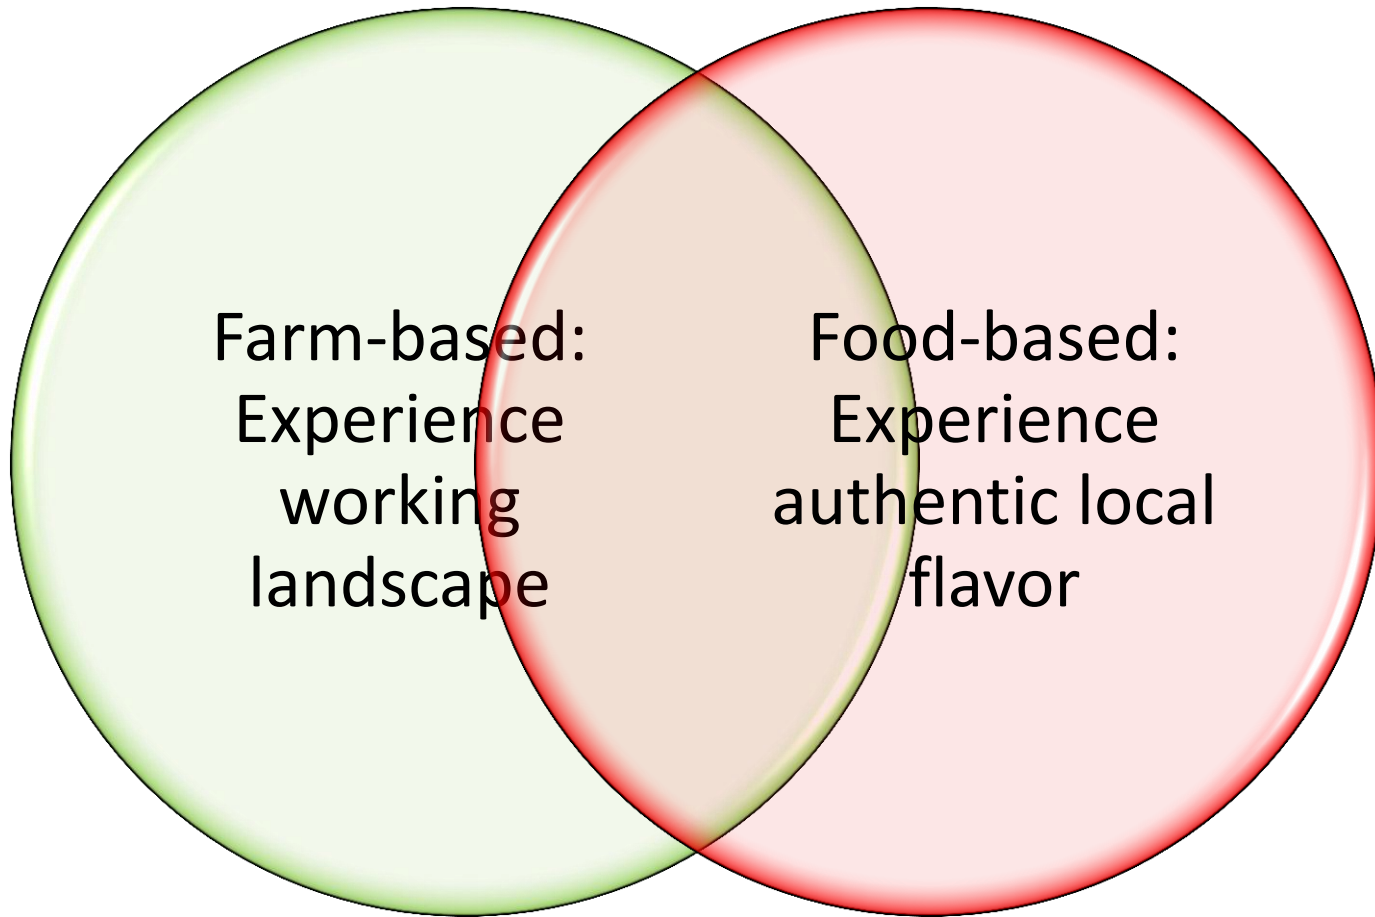 Farm-based:
Experience
working
landscape
Food-based:
Experience
authentic local
flavor